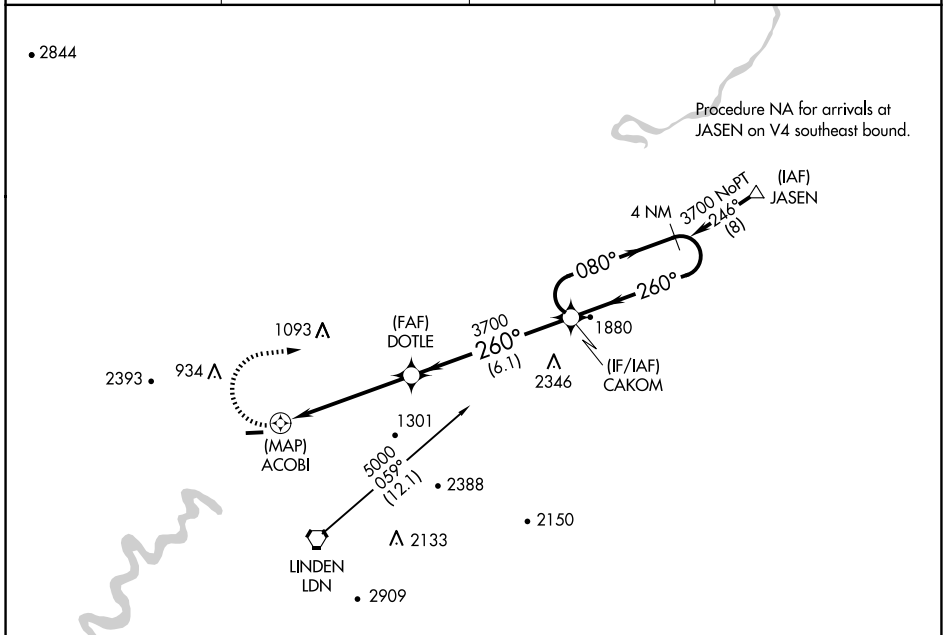 2844
Procedure NA for arrivals at
JASEN on V4 southeast bound.
(IAF)
JASEN
3700 NoPT
246°
(8)
4 NM
080°
260°
1880
(IF/IAF)
CAKOM
3700
260°
(6.1)
2346
(FAF)
DOTLE
1093
934
2393
(MAP)
ACOBI
1301
5000
059°
(12.1)
2388
2150
2133
LINDEN
LDN
2909